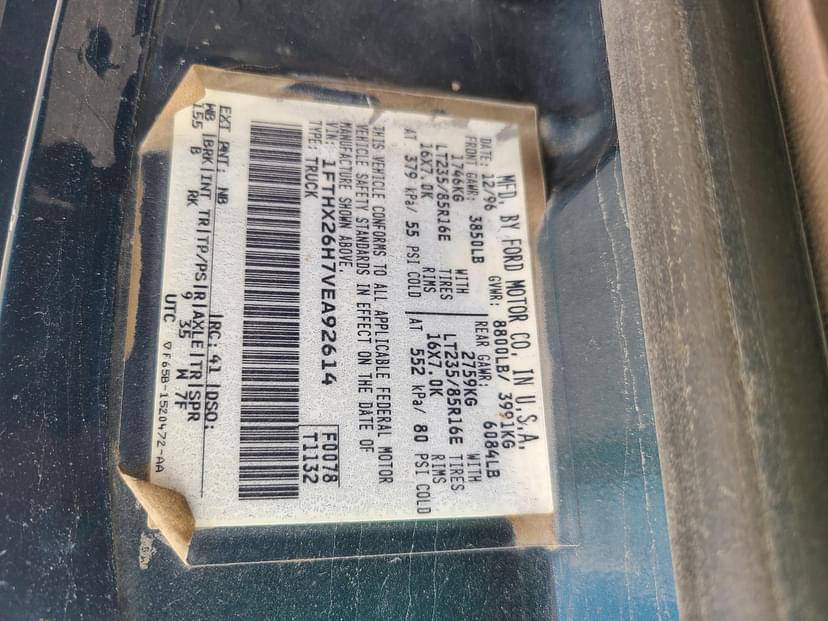 MFD. BY FORD MOTOR CO. IN U.S.A.
DATE: 12/96 GVWR: 8800LB/ 3991KG
FRONT GAWR: 3850LB REAR GAWR: 6084LB
1746KG WITH 2759KG WITH
LT235/85R16E TIRES LT235/85R16E TIRES
16X7.0K RIMS 16X7.0K RIMS
AT 379 kPa/ 55 PSI COLD AT 552 kPa/ 80 PSI COLD
THIS VEHICLE CONFORMS TO ALL APPLICABLE FEDERAL MOTOR
VEHICLE SAFETY STANDARDS IN EFFECT ON THE DATE OF
MANUFACTURE SHOWN ABOVE.
VIN: 1FTHX26H7VEA92614 F0078
TYPE: TRUCK T1132
EXT PNT: NB RC: 41 DSO:
WB BRK INT TR TP/PS R AXLE TR SPR
155 B RK 9 35 W 7F
UTC ▽F65B-1520472-AA